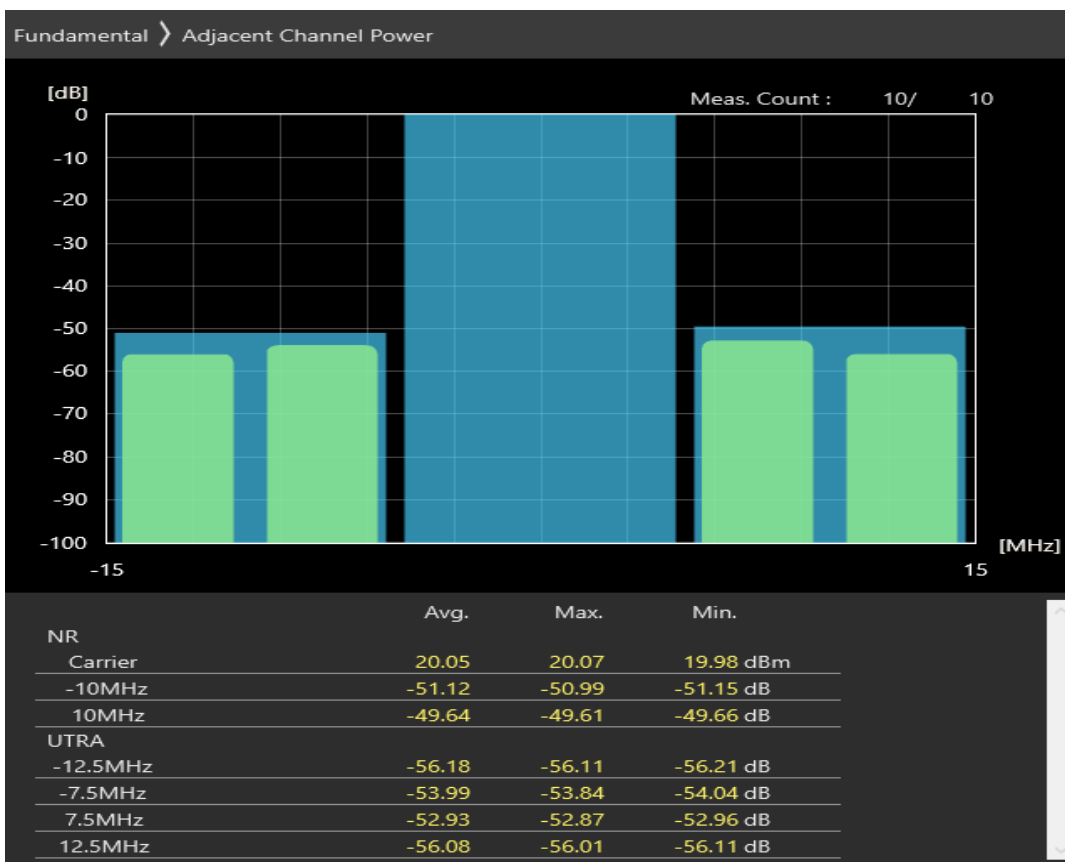 Fundamental 〉 Adjacent Channel Power
[dB]
Meas. Count : 10/ 10
0
-10
-20
-30
-40
-50
-60
-70
-80
-90
-100
[MHz]
-15 15
Avg. Max. Min.
NR
Carrier 20.05 20.07 19.98 dBm
-10MHz -51.12 -50.99 -51.15 dB
10MHz -49.64 -49.61 -49.66 dB
UTRA
-12.5MHz -56.18 -56.11 -56.21 dB
-7.5MHz -53.99 -53.84 -54.04 dB
7.5MHz -52.93 -52.87 -52.96 dB
12.5MHz -56.08 -56.01 -56.11 dB